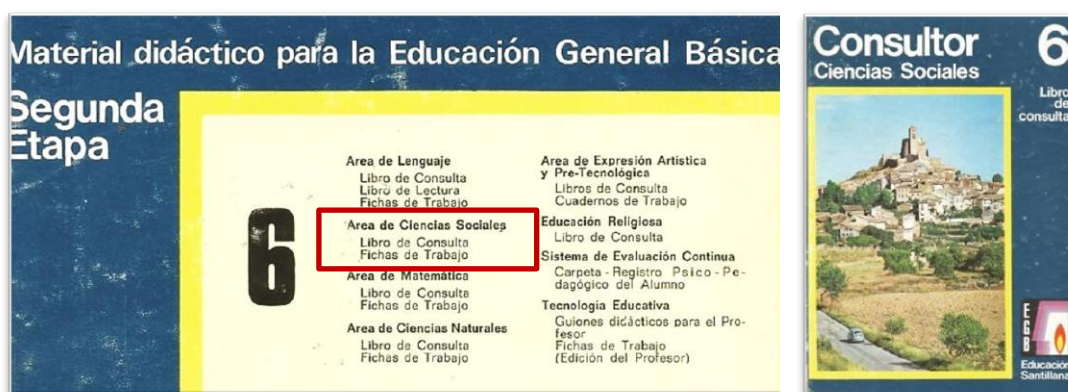 Material didáctico para la Educación General Básica
Segunda
Etapa
6
Area de Lenguaje
Libro de Consulta
Libro de Lectura
Fichas de Trabajo
Area de Ciencias Sociales
Libro de Consulta
Fichas de Trabajo
Area de Matemática
Libro de Consulta
Fichas de Trabajo
Area de Ciencias Naturales
Libro de Consulta
Fichas de Trabajo
Area de Expresión Artística
y Pre-Tecnológica
Libros de Consulta
Cuadernos de Trabajo
Educación Religiosa
Libro de Consulta
Sistema de Evaluación Continua
Carpeta - Registro Psico - Pe-
dagógico del Alumno
Tecnologia Educativa
Guiones didácticos para el Pro-
fesor
Fichas de Trabajo
(Edición del Profesor)
Consultor
Ciencias Sociales
6
Libro
de
consulta
EGB
Educación
Santillana